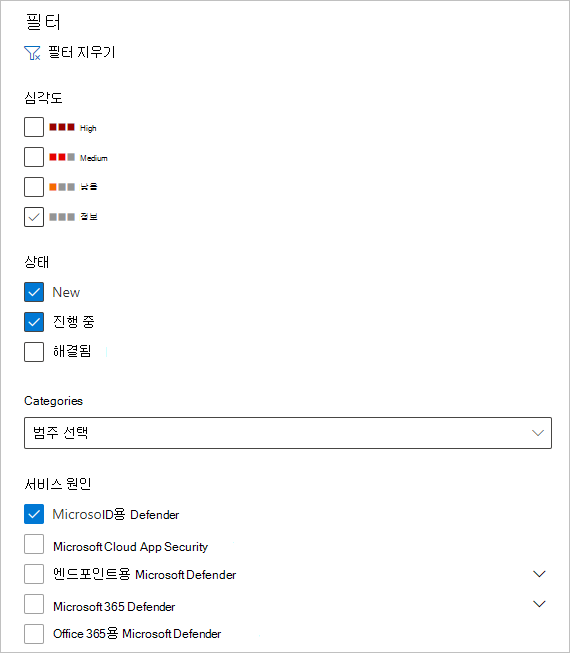 필터
필터 지우기
심각도
High
Medium
낮음
정보
상태
New
진행 중
해결됨
Categories
범주 선택
서비스 원인
MicrosoID용 Defender
Microsoft Cloud App Security
엔드포인트용 Microsoft Defender
Microsoft 365 Defender
Office 365용 Microsoft Defender